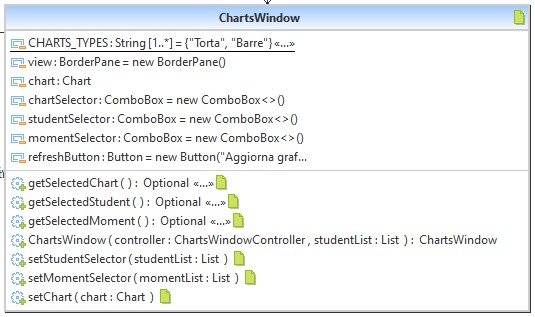 ChartsWindow
CHARTS_TYPES : String [1..*] = {"Torta", "Barre"} «...»
view : BorderPane = new BorderPane()
chart : Chart
chartSelector : ComboBox = new ComboBox<>()
studentSelector : ComboBox = new ComboBox<>()
momentSelector : ComboBox = new ComboBox<>()
refreshButton : Button = new Button("Aggiorna graf...
getSelectedChart ( ) : Optional «...»
getSelectedStudent ( ) : Optional «...»
getSelectedMoment ( ) : Optional «...»
ChartsWindow ( controller : ChartsWindowController , studentList : List ) : ChartsWindow
setStudentSelector ( studentList : List )
setMomentSelector ( momentList : List )
setChart ( chart : Chart )